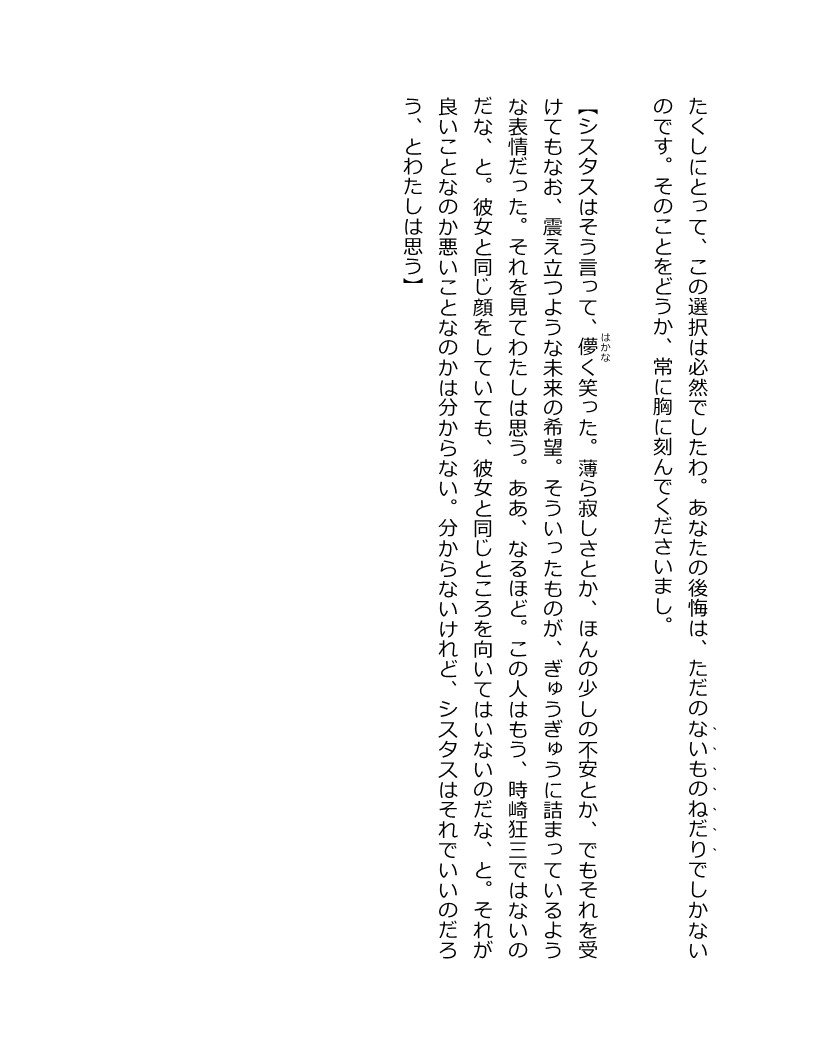 たくしにとって、この選択は必然でしたわ。あなたの後悔は、ただのないものねだりでしかない
のです。そのことをどうか、常に胸に刻んでくださいまし。
【シスタスはそう言って、儚く笑った。薄ら寂しさとか、ほんの少しの不安とか、でもそれを受
はかな
けてもなお、震え立つような未来の希望。そういったものが、ぎゅうぎゅうに詰まっているよう
な表情だった。それを見てわたしは思う。ああ、なるほど。この人はもう、時崎狂三ではないの
だな、と。彼女と同じ顔をしていても、彼女と同じところを向いてはいないのだな、と。それが
良いことなのか悪いことなのかは分からない。分からないけれど、シスタスはそれでいいのだろ
う、とわたしは思う】